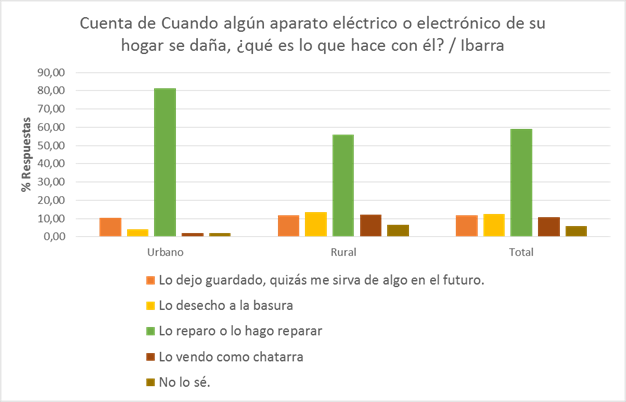 Cuenta de Cuando algún aparato eléctrico o electrónico de su
hogar se daña, ¿qué es lo que hace con él? / Ibarra
% Respuestas
90,00
80,00
70,00
60,00
50,00
40,00
30,00
20,00
10,00
0,00
Urbano Rural Total
Lo dejo guardado, quizás me sirva de algo en el futuro.
Lo desecho a la basura
Lo reparo o lo hago reparar
Lo vendo como chatarra
No lo sé.